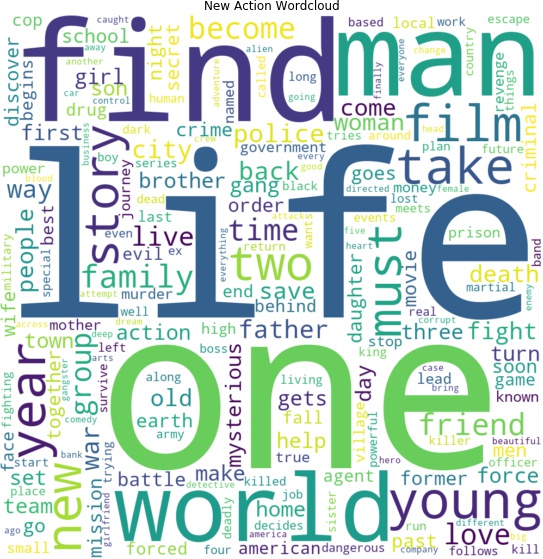 New Action Wordcloud
cop
find
become
man
local
work
escape
caught
away
another
school
night
secret
based
everyone
change
country
revenge
things
discover
begins
girl
son
drug
car
control
adventure
human
alien
called
named
long
going
finally
come
woman
film
criminal
first
story
business
boy
dark
crime
police
tries
around
head
plan
future
power
blood
series
city
crew
government
every
good
life
back
goes
take
way
journey
brother
gang
black
money
directed
female
lost
meets
people
special
best
last
dead
order
attacks
wants
events
prison
even
live
time
everything
return
five
heart
must
movie
death
band
military
wife
evil
ex
two
family
murder
end
save
daughter
real
martial
enemy
attempt
across
mother
dream
well
behind
father
corrupt
three
fight
town
deep
action
high
stop
year
together
group
left
arts
survive
boss
king
turn
soon
game
fighting
gangster
one
mysterious
america
along
old
living
gets
day
case
lead
bring
known
face
comedy
earth
army
fall
help
village
powerful
friend
killer
beautiful
men
officer
start
set
place
new
war
bank
trying
true
hero
battle
make
killed
detective
agent
former
force
team
go
mission
girlfriend
world
deadly
job
home
decides
sister
run
past
young
love
different
big
ago
small
forced
four
american
dangerous
company
follows
kill